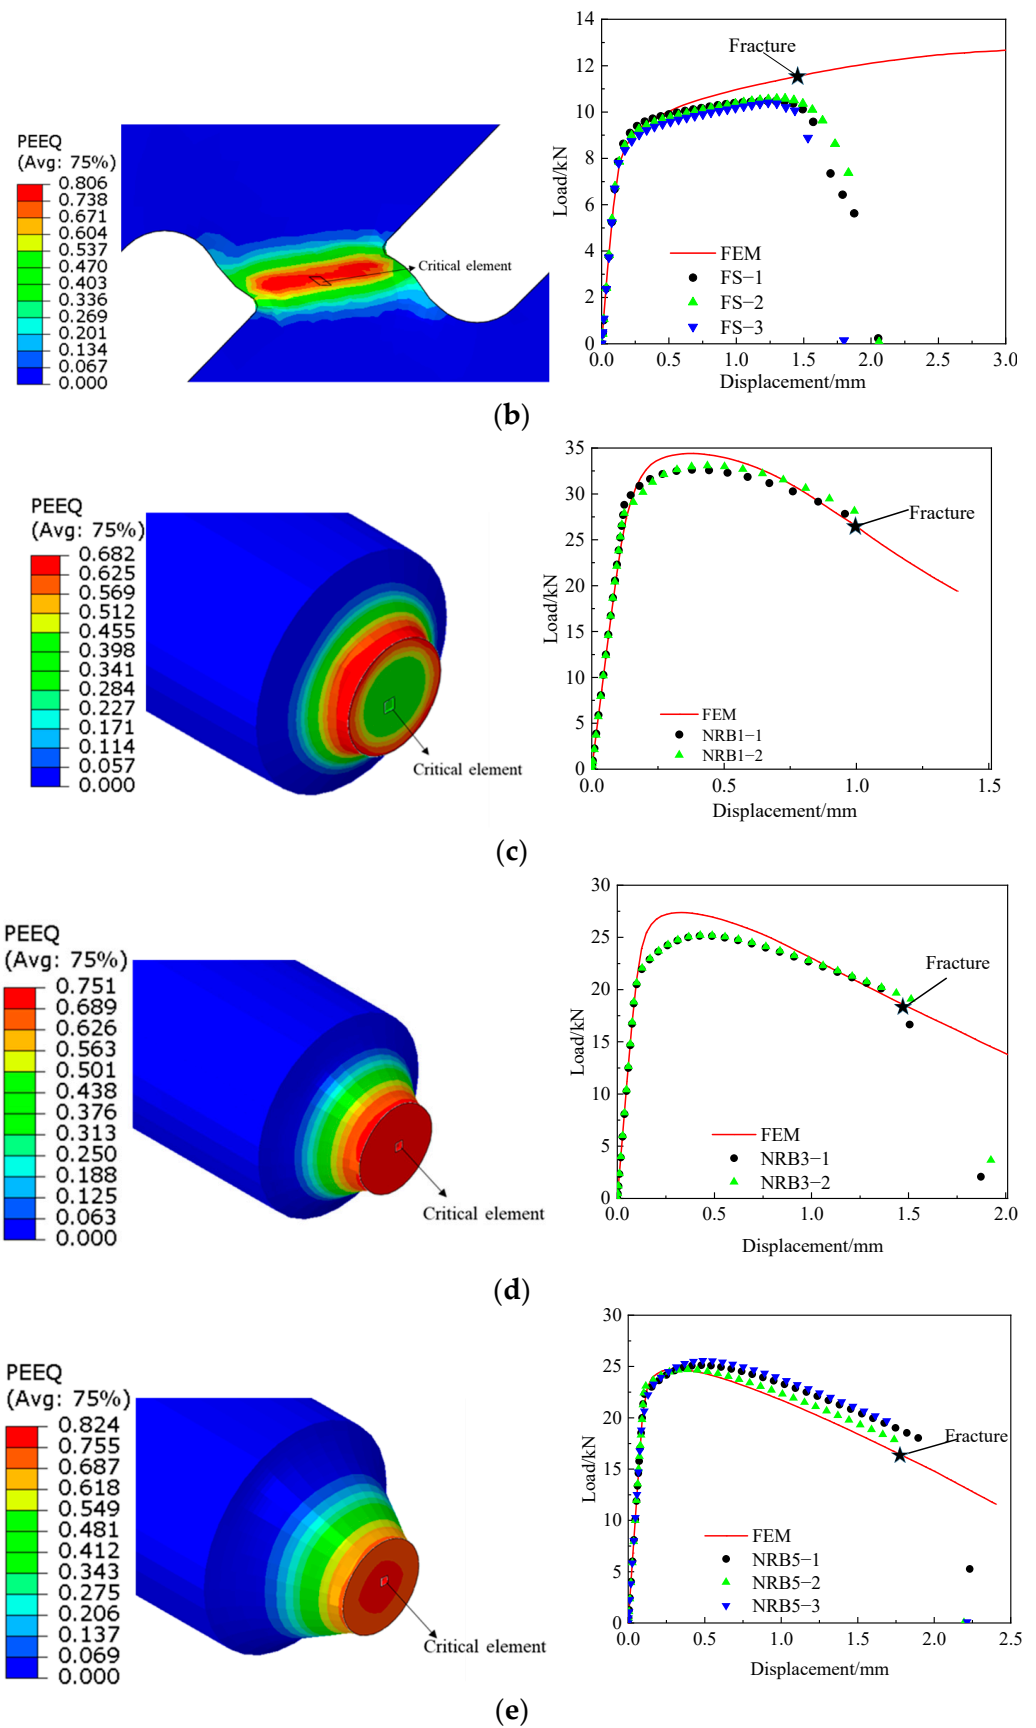 PEEQ
(Avg: 75%)
0.806
0.738
0.671
0.604
0.537
0.470
0.403
0.336
0.269
0.201
0.134
0.067
0.000
Critical element
14
12
10
8
6
4
2
0
Load/kN
Fracture
FEM
FS−1
FS−2
FS−3
0.0 0.5 1.0 1.5 2.0 2.5 3.0
Displacement/mm
(b)
PEEQ
(Avg: 75%)
0.682
0.625
0.569
0.512
0.455
0.398
0.341
0.284
0.227
0.171
0.114
0.057
0.000
Critical element
35
30
25
20
15
10
5
0
Load/kN
Fracture
FEM
NRB1−1
NRB1−2
0.0 0.5 1.0 1.5
Displacement/mm
(c)
PEEQ
(Avg: 75%)
0.751
0.689
0.626
0.563
0.501
0.438
0.376
0.313
0.250
0.188
0.125
0.063
0.000
Critical element
30
25
20
15
10
5
0
Load/kN
Fracture
FEM
NRB3−1
NRB3−2
0.0 0.5 1.0 1.5 2.0
Displacement/mm
(d)
PEEQ
(Avg: 75%)
0.824
0.755
0.687
0.618
0.549
0.481
0.412
0.343
0.275
0.206
0.137
0.069
0.000
Critical element
30
25
20
15
10
5
0
Load/kN
Fracture
FEM
NRB5−1
NRB5−2
NRB5−3
0.0 0.5 1.0 1.5 2.0 2.5
Displacement/mm
(e)